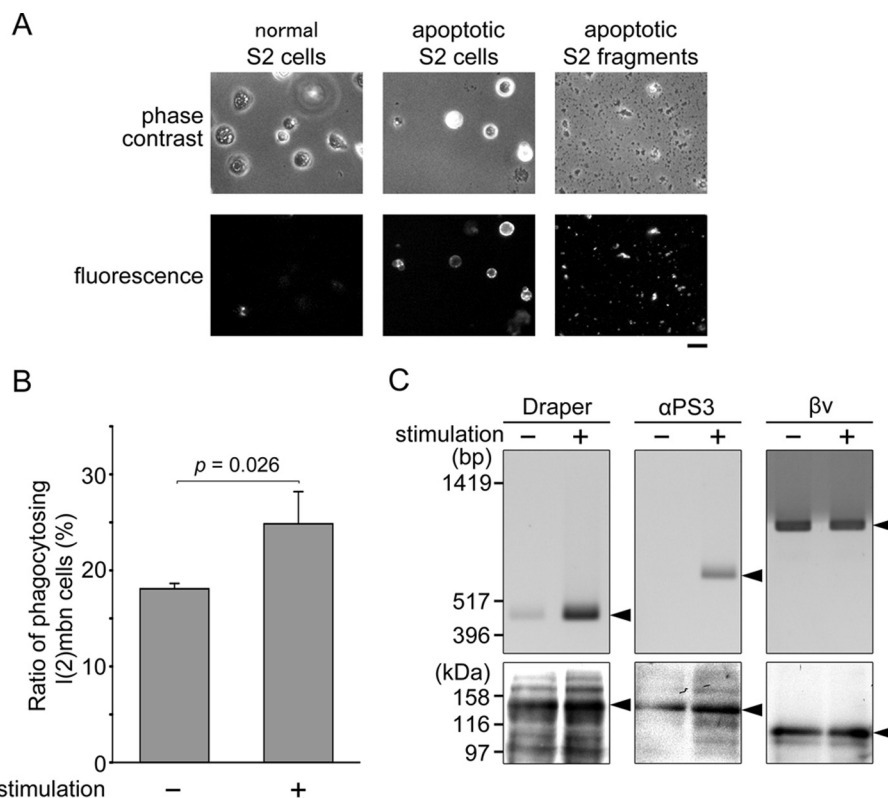 A
normal
S2 cells
apoptotic
S2 cells
apoptotic
S2 fragments
phase
contrast
fluorescence
B
Ratio of phagocytosing
l(2)mbn cells (%)
30
20
10
0
p = 0.026
stimulation − +
C
Draper αPS3 βν
stimulation − + − + − +
(bp)
1419
517
396
(kDa)
158
116
97